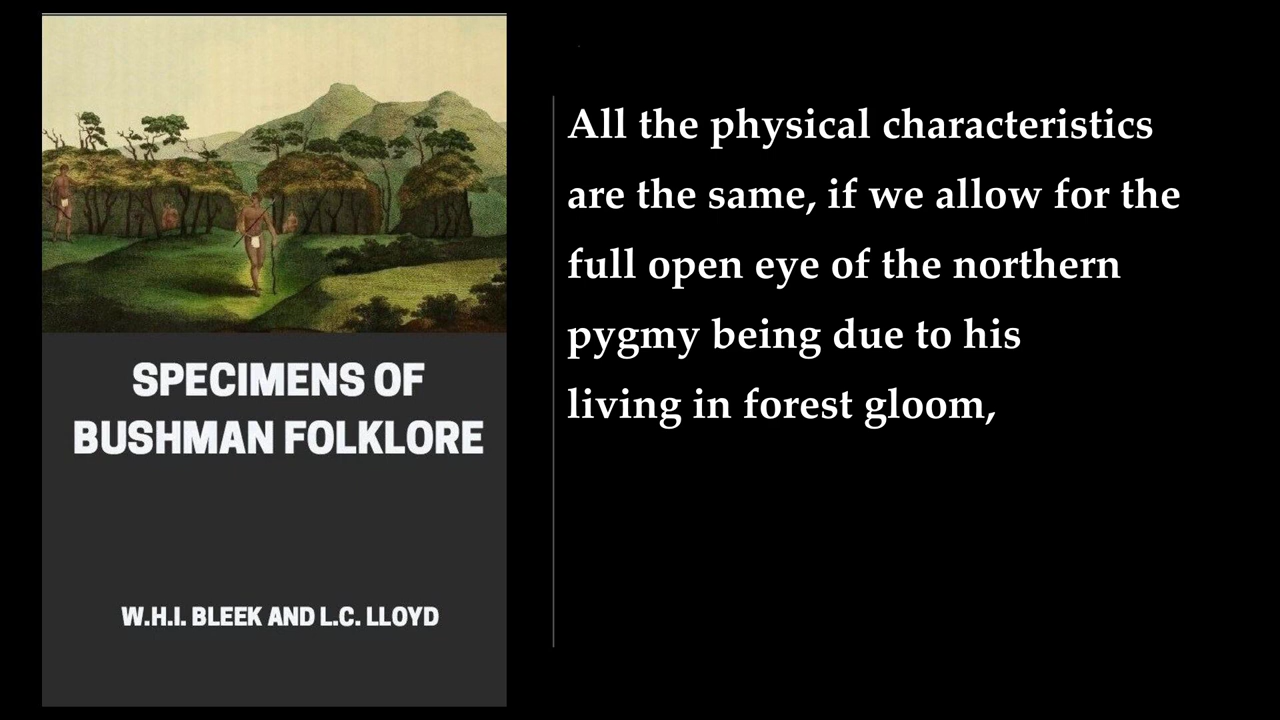 SPECIMENS OF
BUSHMAN FOLKLORE
W.H.I. BLEEK AND L.C. LLOYD
All the physical characteristics
are the same, if we allow for the
full open eye of the northern
pygmy being due to his
living in forest gloom,